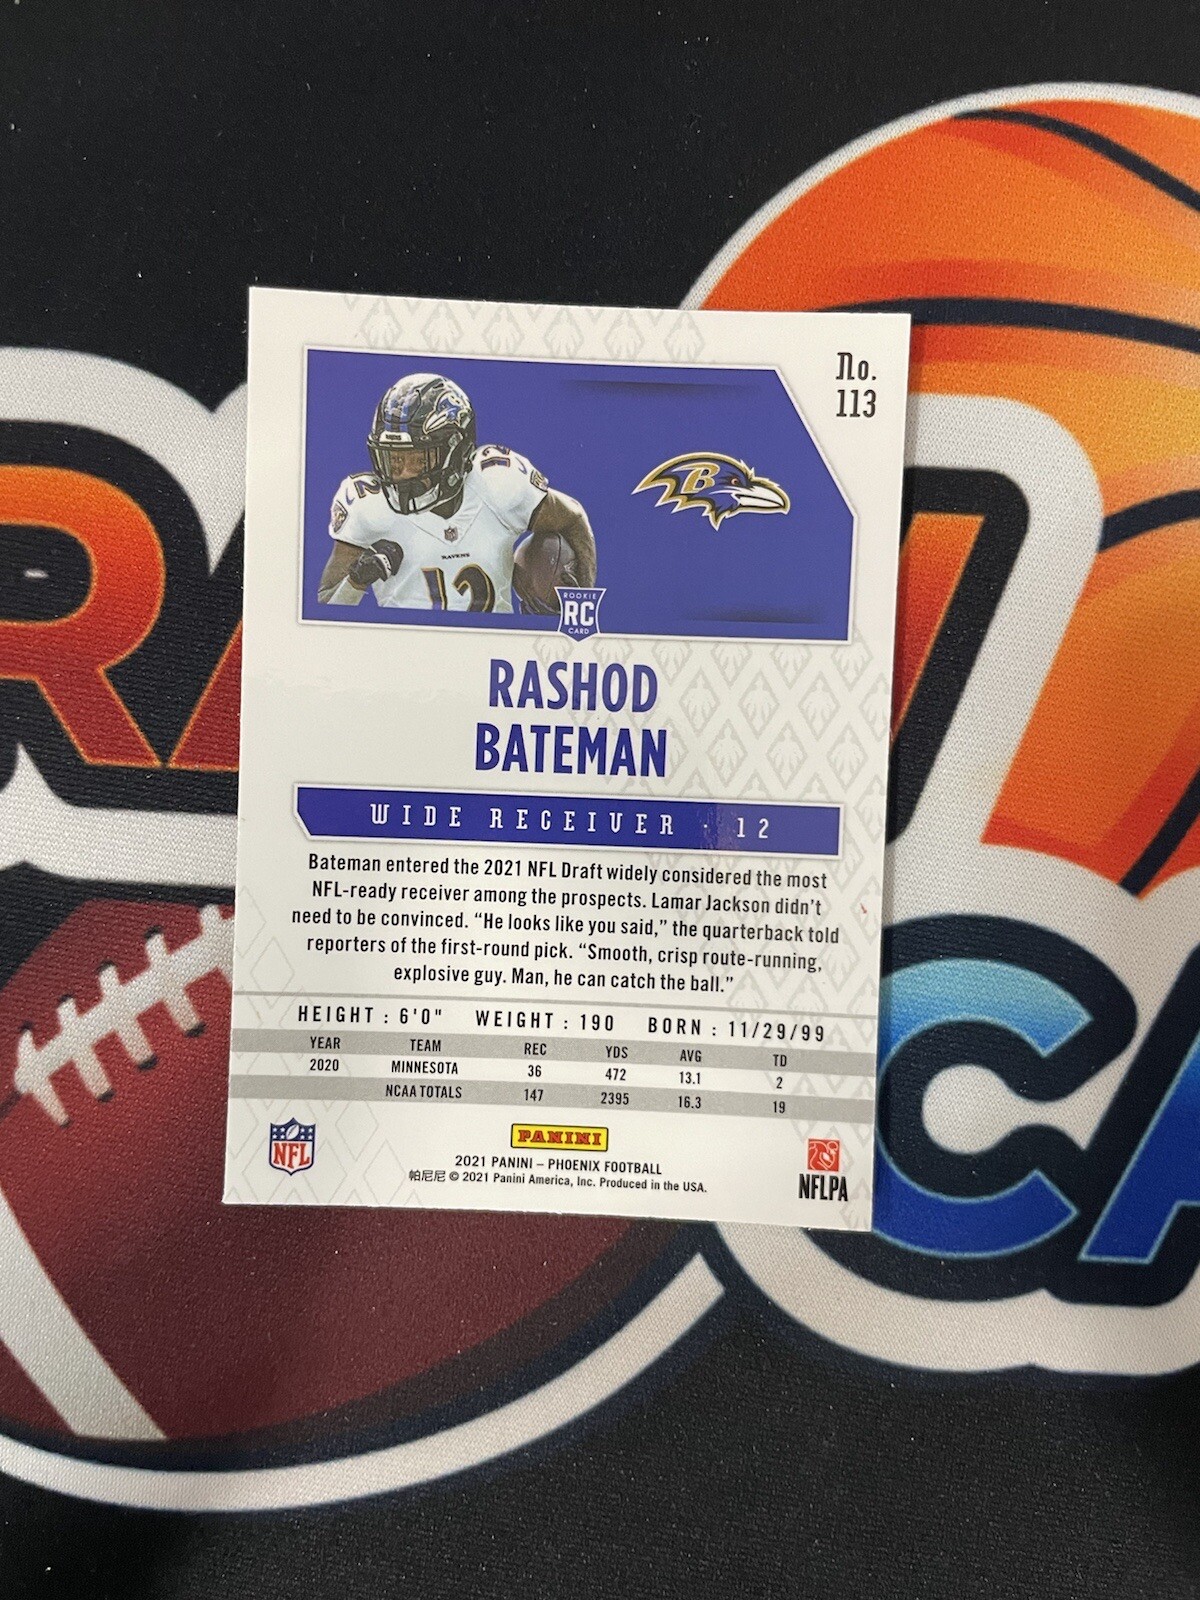 No.
113
12
12
RAVENS
12
B
ROOKIE
RC
CARD
RASHOD
BATEMAN
WIDE RECEIVER · 12
Bateman entered the 2021 NFL Draft widely considered the most
NFL-ready receiver among the prospects. Lamar Jackson didn't
need to be convinced. "He looks like you said," the quarterback told
reporters of the first-round pick. "Smooth, crisp route-running,
explosive guy. Man, he can catch the ball."
HEIGHT : 6'0" WEIGHT : 190 BORN : 11/29/99
YEAR TEAM REC YDS AVG TD
2020 MINNESOTA 36 472 13.1 2
NCAA TOTALS 147 2395 16.3 19
NFL
PANINI
2021 PANINI – PHOENIX FOOTBALL
帕尼尼 © 2021 Panini America, Inc. Produced in the USA.
NFLPA